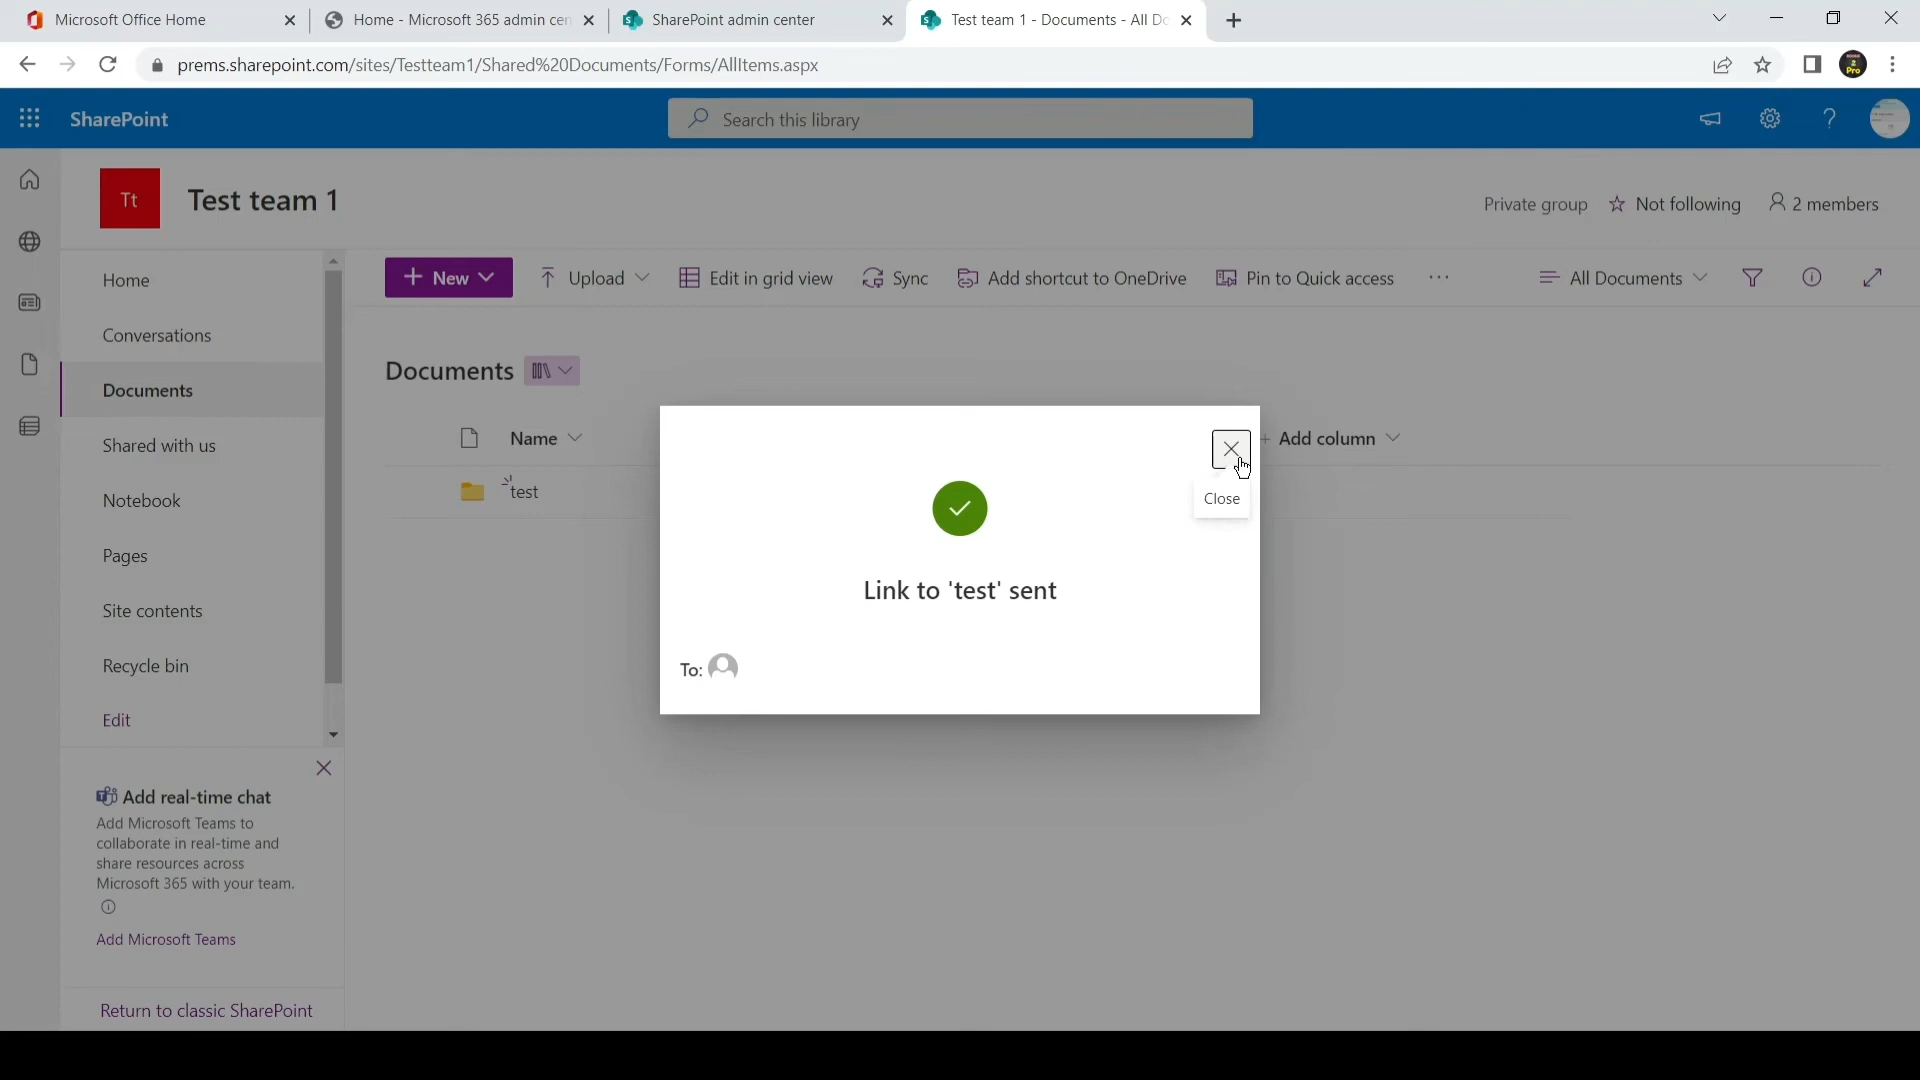 Microsoft Office Home
Home - Microsoft 365 admin cen
SharePoint admin center
Test team 1 - Documents - All Do
prems.sharepoint.com/sites/Testteam1/Shared%20Documents/Forms/AllItems.aspx
2
Pro
SharePoint
Search this library
Tt
Test team 1
Private group
Not following
2 members
Home
Conversations
Documents
Shared with us
Notebook
Pages
Site contents
Recycle bin
Edit
New
Upload
Edit in grid view
Sync
Add shortcut to OneDrive
Pin to Quick access
All Documents
Documents
Name
Add column
test
Close
Link to 'test' sent
To:
Add real-time chat
Add Microsoft Teams to
collaborate in real-time and
share resources across
Microsoft 365 with your team.
Add Microsoft Teams
Return to classic SharePoint